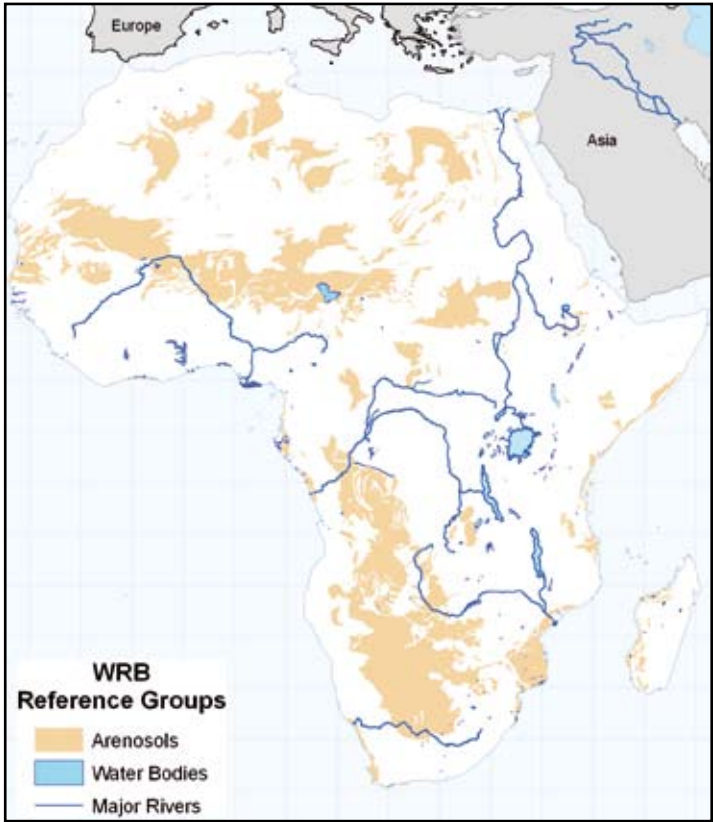 Europe
Asia
WRB
Reference Groups
Arenosols
Water Bodies
Major Rivers